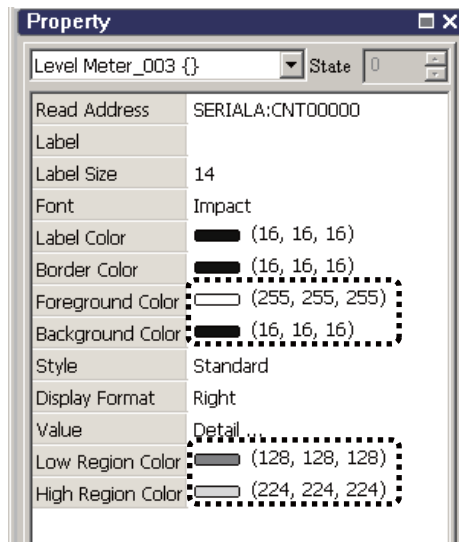 Property
Level Meter_003 {} State 0
Read Address SERIALA:CNT00000
Label
Label Size 14
Font Impact
Label Color (16, 16, 16)
Border Color (16, 16, 16)
Foreground Color (255, 255, 255)
Background Color (16, 16, 16)
Style Standard
Display Format Right
Value Detail ...
Low Region Color (128, 128, 128)
High Region Color (224, 224, 224)